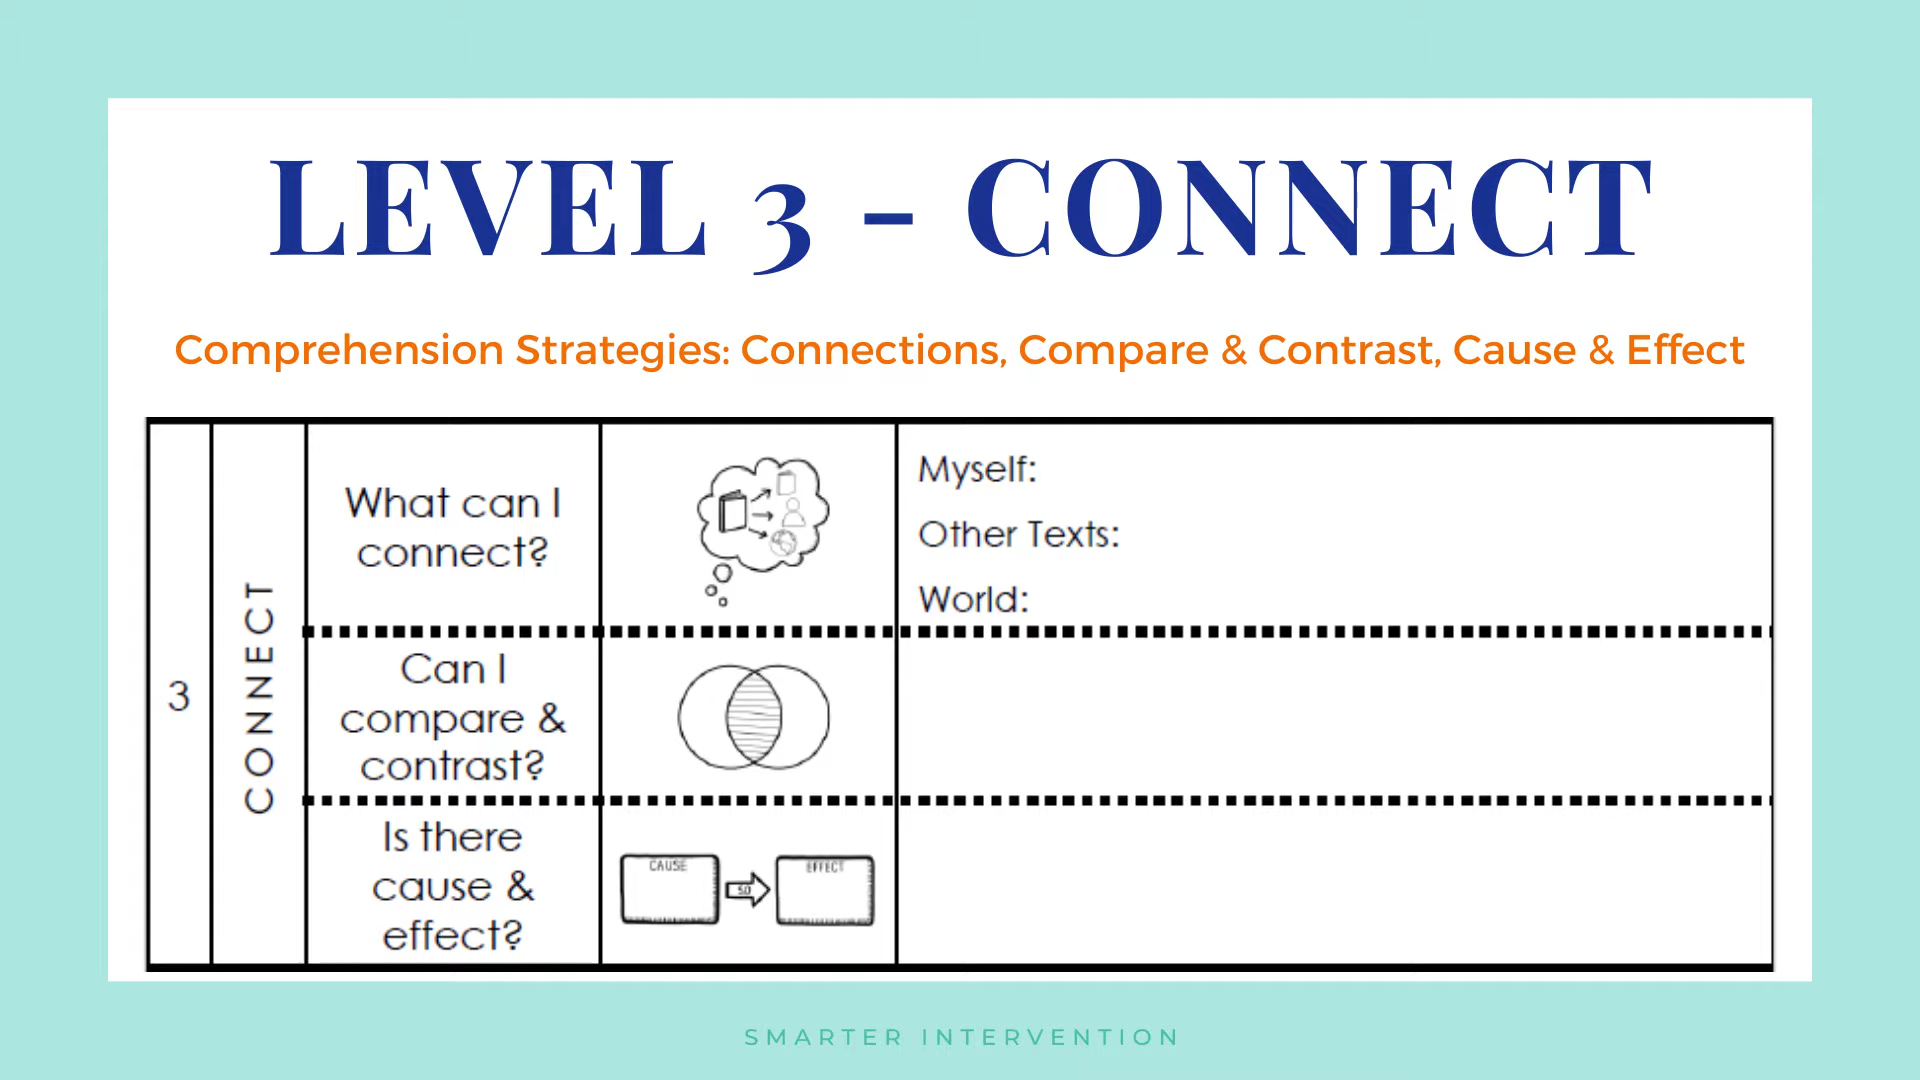 LEVEL 3 – CONNECT
Comprehension Strategies: Connections, Compare & Contrast, Cause & Effect
3
CONNECT
What can I
connect?
Myself:
Other Texts:
World:
Can I
compare &
contrast?
Is there
cause &
effect?
CAUSE
SO
EFFECT
SMARTER INTERVENTION